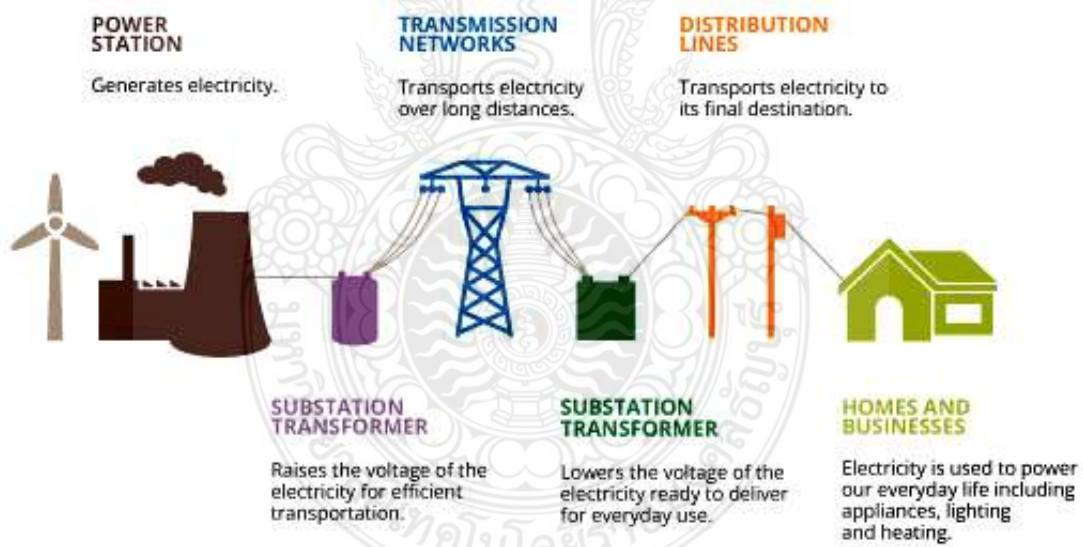 POWER
STATION
Generates electricity.
TRANSMISSION
NETWORKS
Transports electricity
over long distances.
DISTRIBUTION
LINES
Transports electricity to
its final destination.
SUBSTATION
TRANSFORMER
Raises the voltage of the
electricity for efficient
transportation.
SUBSTATION
TRANSFORMER
Lowers the voltage of the
electricity ready to deliver
for everyday use.
HOMES AND
BUSINESSES
Electricity is used to power
our everyday life including
appliances, lighting
and heating.